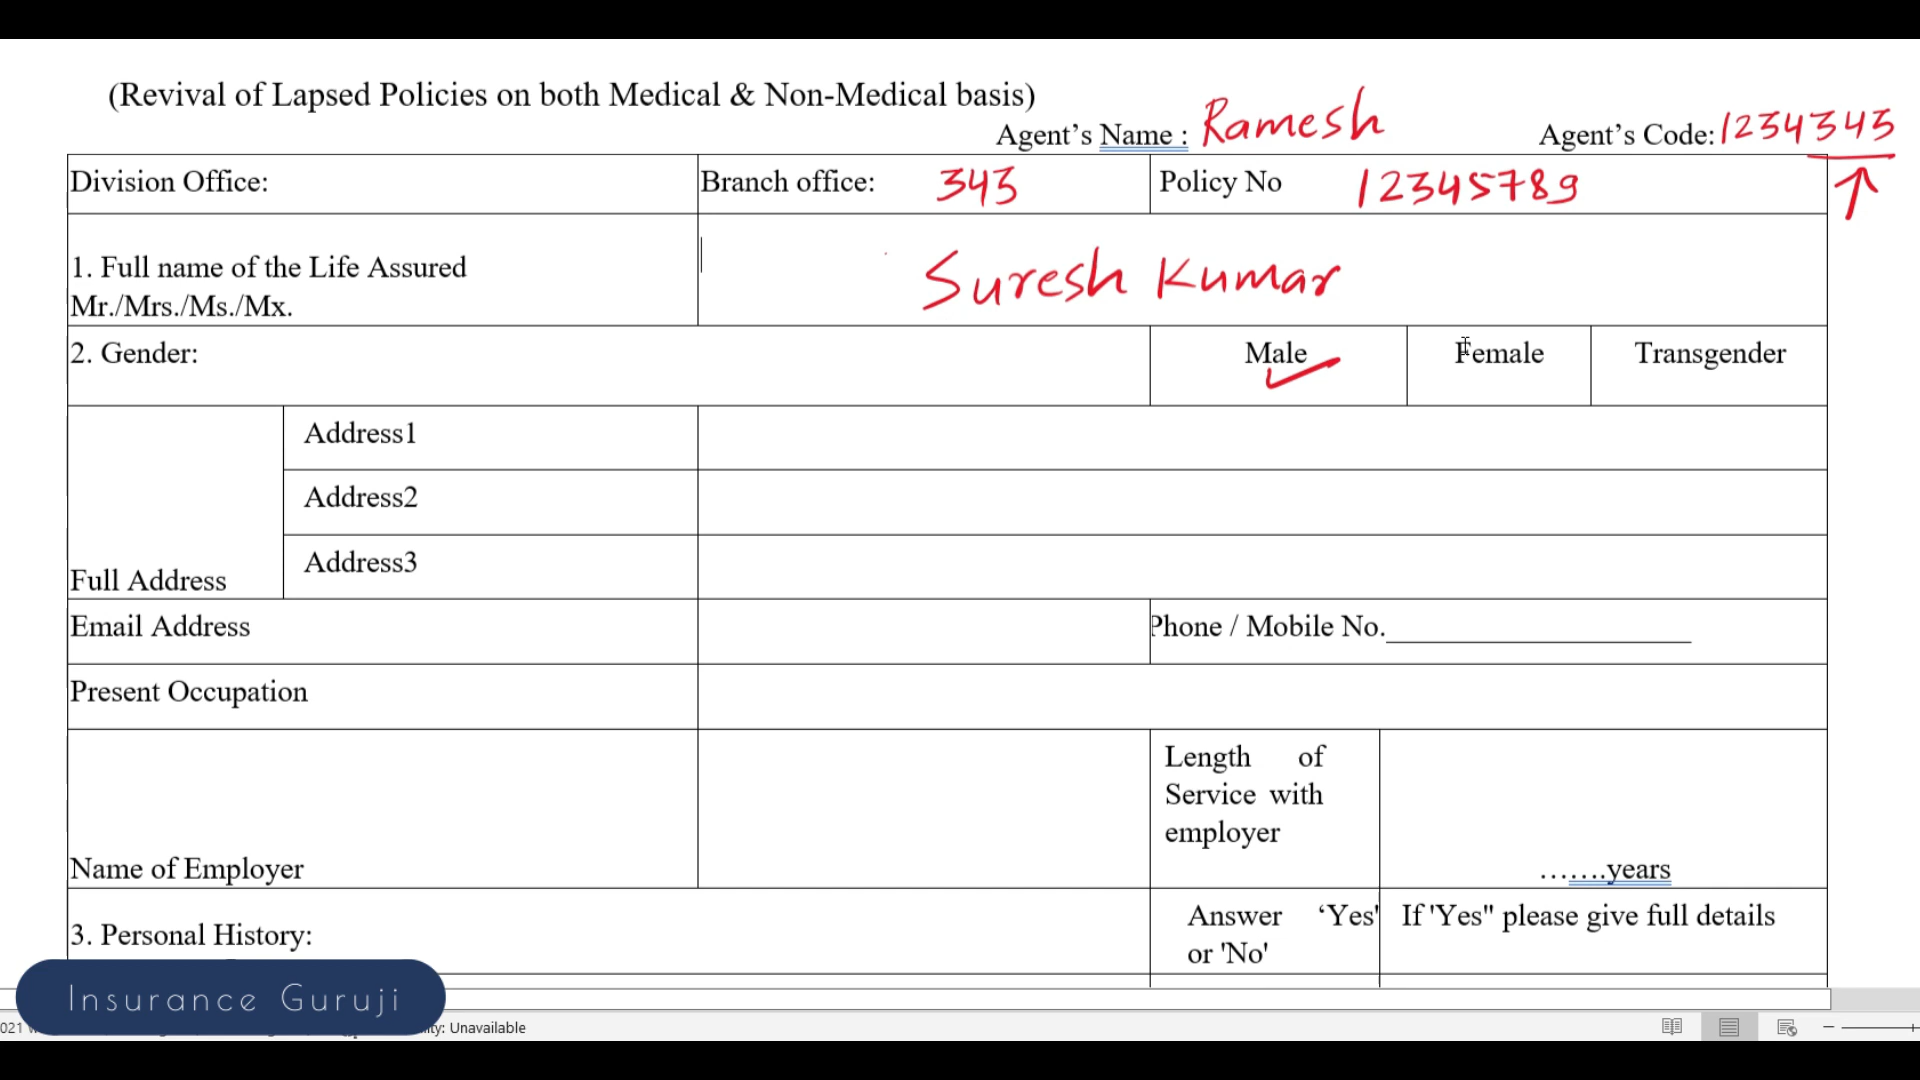 (Revival of Lapsed Policies on both Medical & Non-Medical basis)
Agent’s Name : Ramesh Agent’s Code: 1234343
Division Office: Branch office: 343 Policy No 12345789
1. Full name of the Life Assured
Mr./Mrs./Ms./Mx. Suresh Kumar
2. Gender: Male Female Transgender
Address1
Address2
Address3
Full Address
Email Address Phone / Mobile No.
Present Occupation
Length of
Service with
employer
Name of Employer …….years
3. Personal History: Answer ‘Yes' If 'Yes" please give full details
or 'No'
Insurance Guruji
021 Unavailable